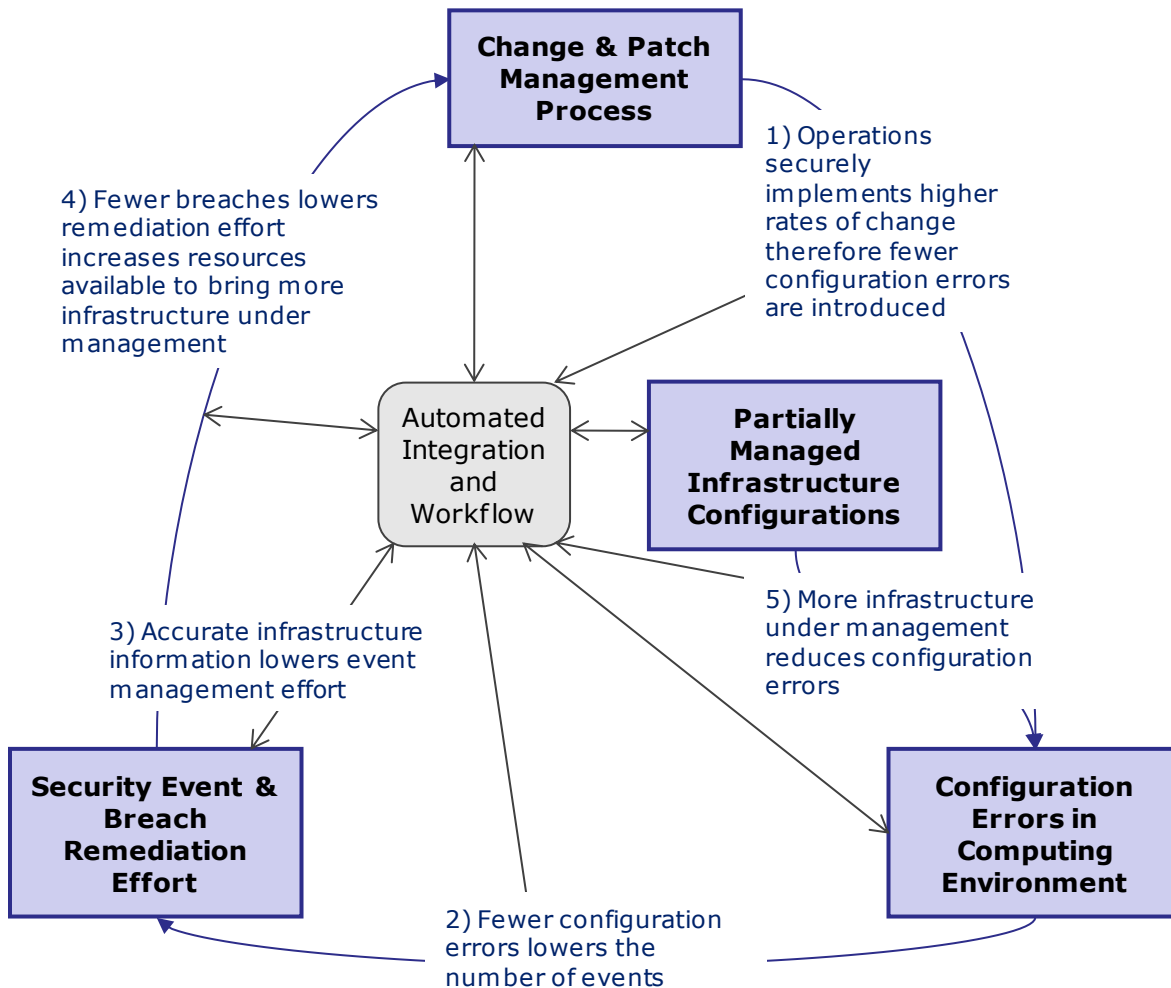 Change & Patch
Management
Process
1) Operations
securely
implements higher
rates of change
therefore fewer
configuration errors
are introduced
4) Fewer breaches lowers
remediation effort
increases resources
available to bring more
infrastructure under
management
Automated
Integration
and
Workflow
Partially
Managed
Infrastructure
Configurations
5) More infrastructure
under management
reduces configuration
errors
3) Accurate infrastructure
information lowers event
management effort
Security Event &
Breach
Remediation
Effort
Configuration
Errors in
Computing
Environment
2) Fewer configuration
errors lowers the
number of events